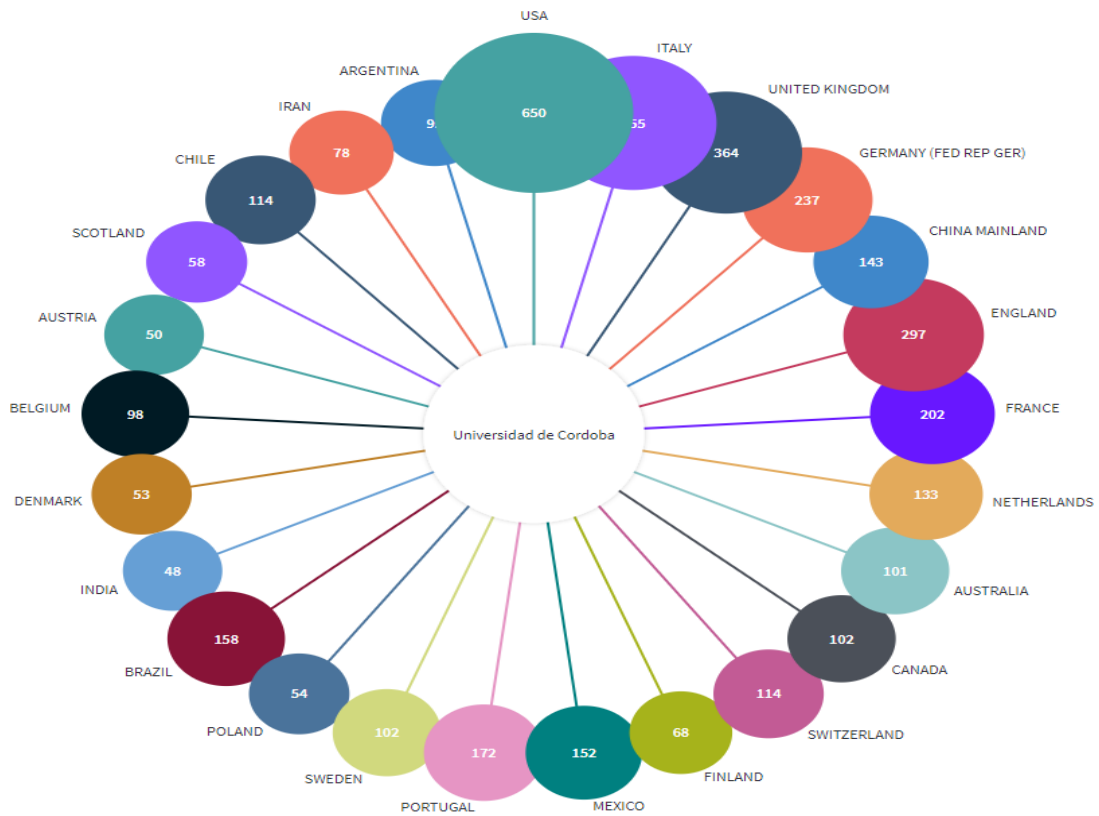 USA
650
ITALY
UNITED KINGDOM
364
GERMANY (FED REP GER)
237
CHINA MAINLAND
143
ENGLAND
297
FRANCE
202
NETHERLANDS
133
AUSTRALIA
101
CANADA
102
SWITZERLAND
114
FINLAND
68
MEXICO
152
PORTUGAL
172
SWEDEN
102
POLAND
54
BRAZIL
158
INDIA
48
DENMARK
53
BELGIUM
98
AUSTRIA
50
SCOTLAND
58
CHILE
114
IRAN
78
ARGENTINA
Universidad de Cordoba